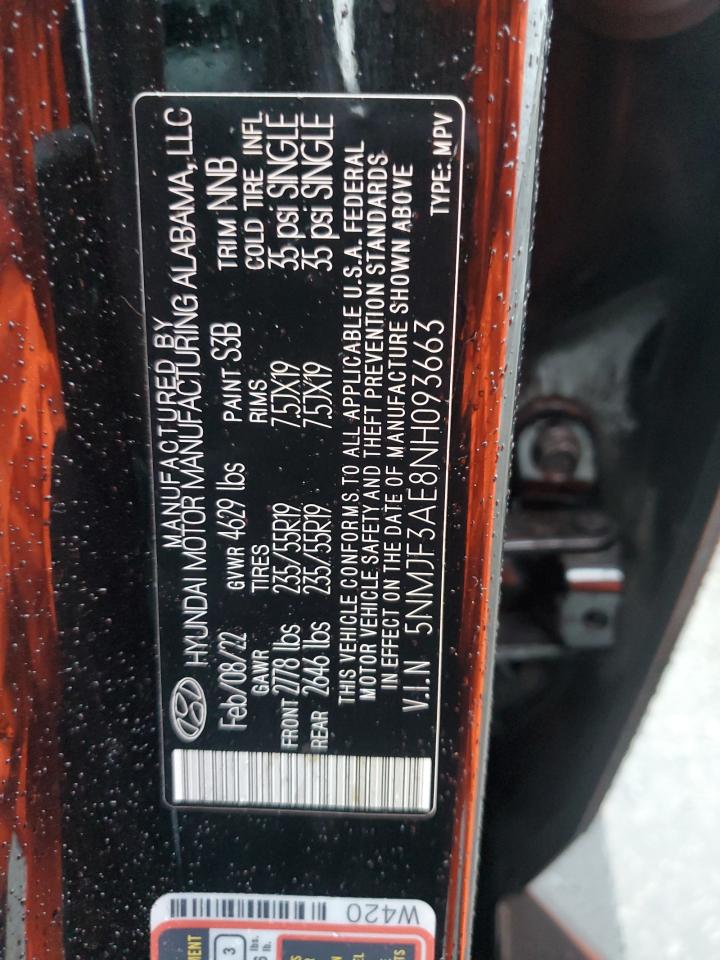 MANUFACTURED BY
HYUNDAI MOTOR MANUFACTURING ALABAMA, LLC
Feb/08/22 GVWR 4629 lbs PAINT S3B TRIM NNB
GAWR TIRES RIMS COLD TIRE INFL
FRONT 2778 lbs 235/55R19 7.5JX19 35 psi SINGLE
REAR 2646 lbs 235/55R19 7.5JX19 35 psi SINGLE
THIS VEHICLE CONFORMS TO ALL APPLICABLE U.S.A. FEDERAL
MOTOR VEHICLE SAFETY AND THEFT PREVENTION STANDARDS
IN EFFECT ON THE DATE OF MANUFACTURE SHOWN ABOVE
V.I.N 5NMJF3AE8NH093663 TYPE: MPV
W420
3
lbs.